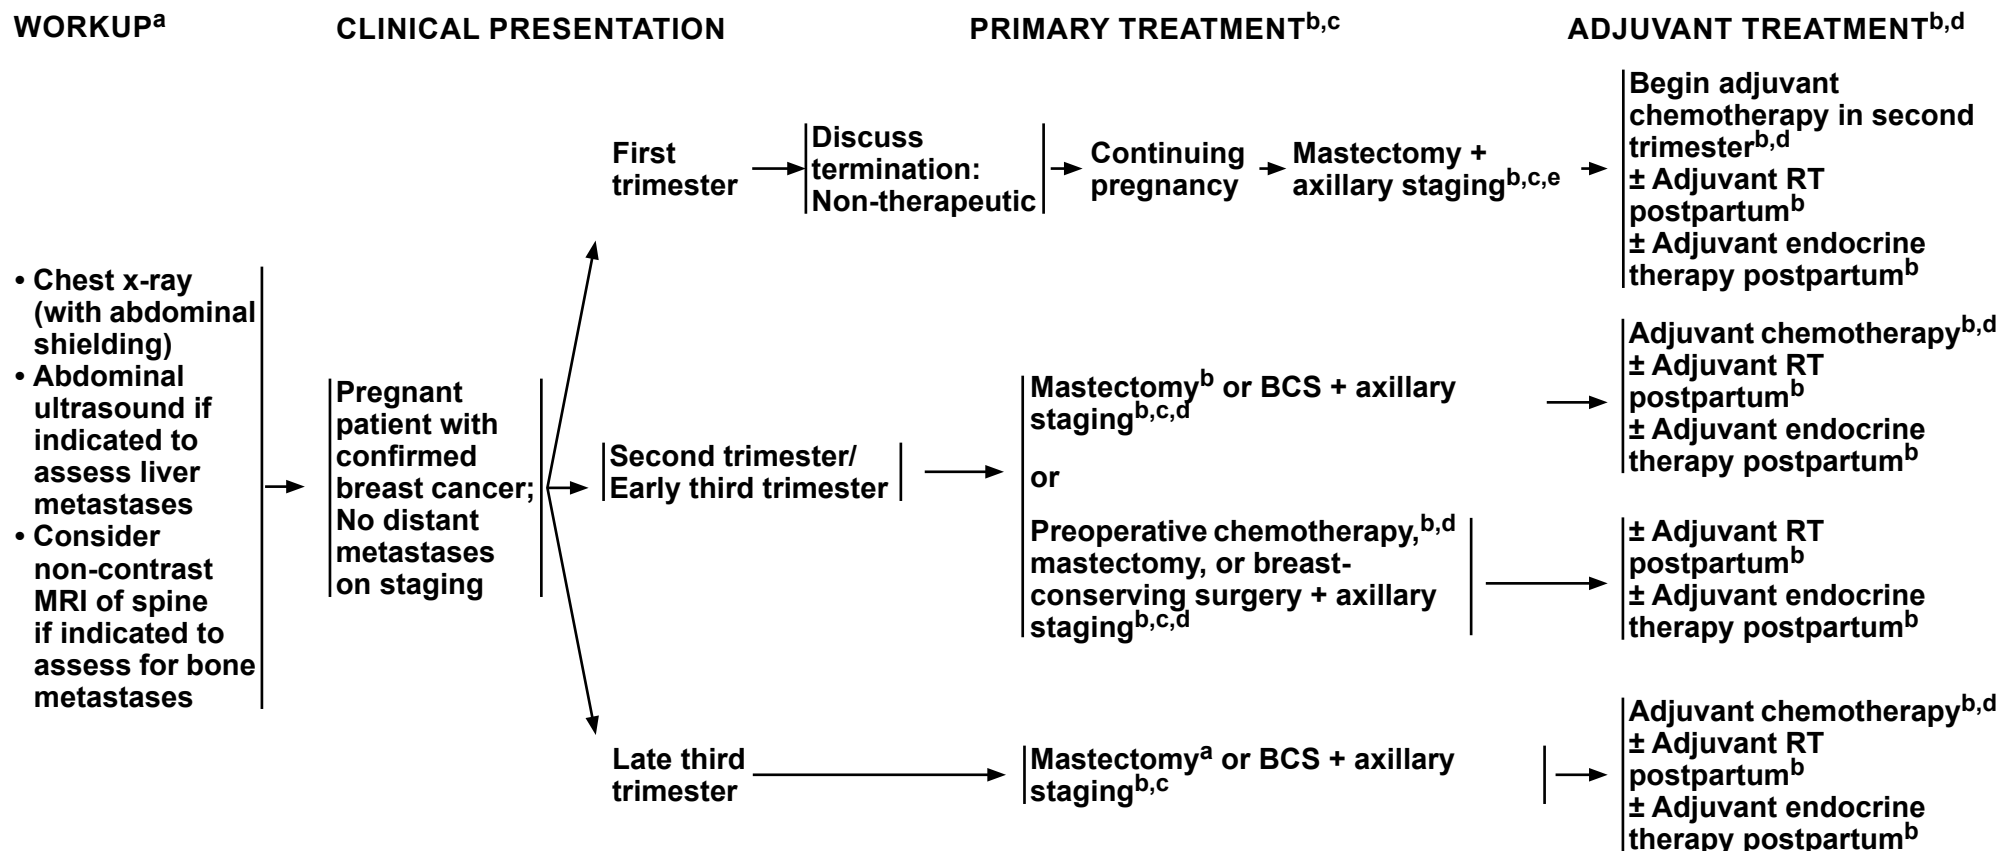 WORKUPa
CLINICAL PRESENTATION
PRIMARY TREATMENTb,c
ADJUVANT TREATMENTb,d
• Chest x-ray
(with abdominal
shielding)
• Abdominal
ultrasound if
indicated to
assess liver
metastases
• Consider
non-contrast
MRI of spine
if indicated to
assess for bone
metastases
Pregnant
patient with
confirmed
breast cancer;
No distant
metastases
on staging
First
trimester
Discuss
termination:
Non-therapeutic
Continuing
pregnancy
Mastectomy +
axillary stagingb,c,e
Begin adjuvant
chemotherapy in second
trimesterb,d
± Adjuvant RT
postpartumb
± Adjuvant endocrine
therapy postpartumb
Second trimester/
Early third trimester
Mastectomyb or BCS + axillary
stagingb,c,d
or
Preoperative chemotherapy,b,d
mastectomy, or breast-
conserving surgery + axillary
stagingb,c,d
Adjuvant chemotherapyb,d
± Adjuvant RT
postpartumb
± Adjuvant endocrine
therapy postpartumb
± Adjuvant RT
postpartumb
± Adjuvant endocrine
therapy postpartumb
Late third
trimester
Mastectomya or BCS + axillary
stagingb,c
Adjuvant chemotherapyb,d
± Adjuvant RT
postpartumb
± Adjuvant endocrine
therapy postpartumb